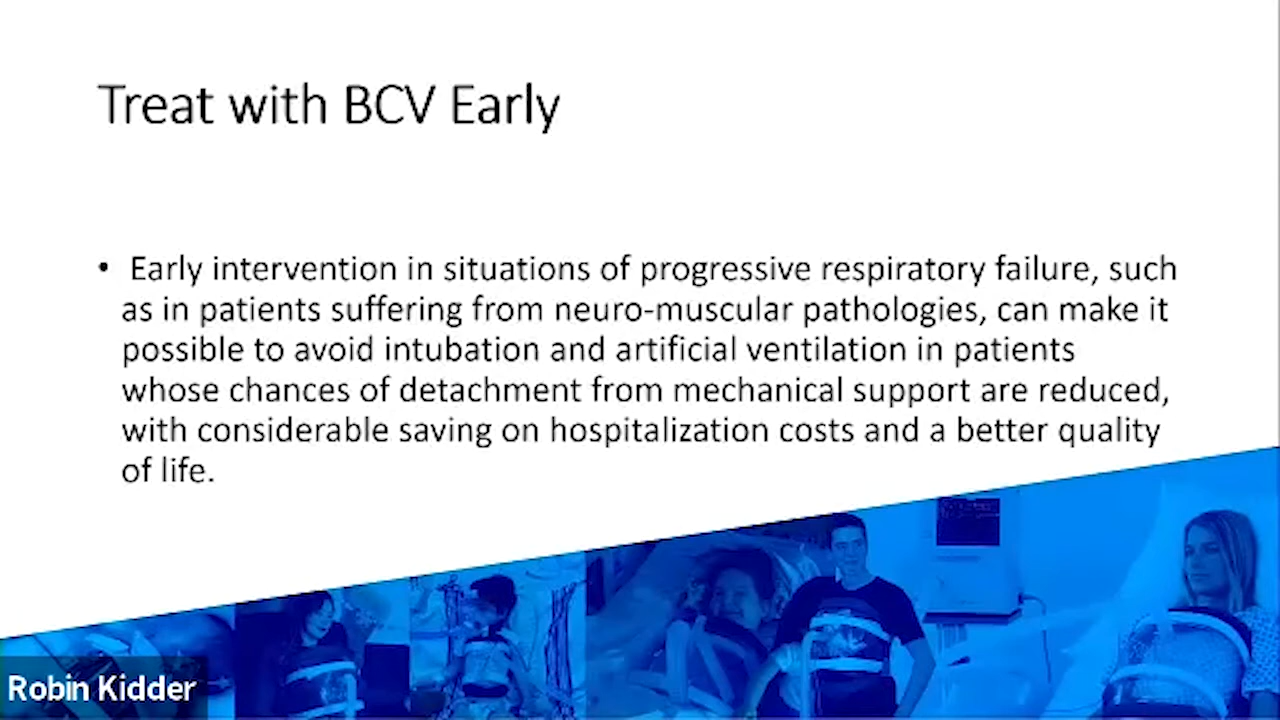 Treat with BCV Early
• Early intervention in situations of progressive respiratory failure, such
as in patients suffering from neuro-muscular pathologies, can make it
possible to avoid intubation and artificial ventilation in patients
whose chances of detachment from mechanical support are reduced,
with considerable saving on hospitalization costs and a better quality
of life.
Robin Kidder